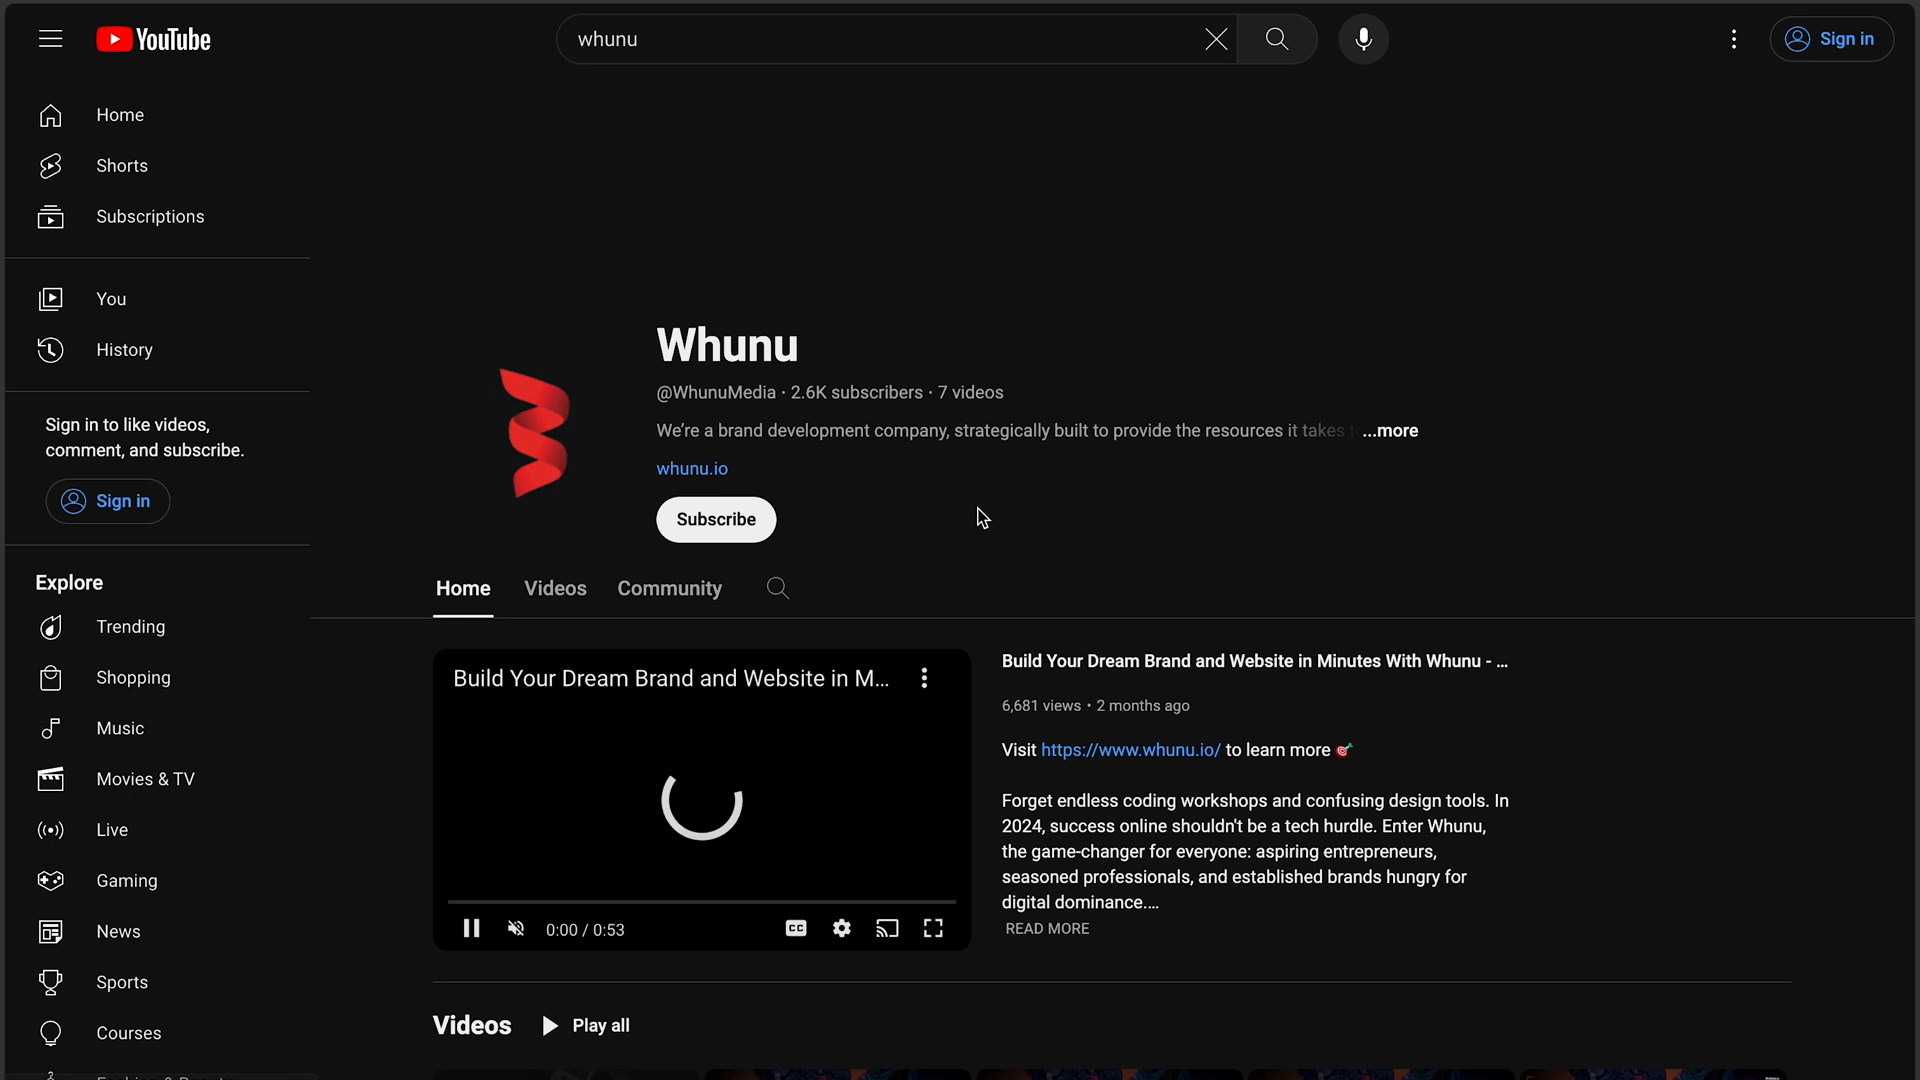 YouTube
whunu
Sign in
Home
Shorts
Subscriptions
You
History
Sign in to like videos,
comment, and subscribe.
Sign in
Explore
Trending
Shopping
Music
Movies & TV
Live
Gaming
News
Sports
Courses
Whunu
@WhunuMedia · 2.6K subscribers · 7 videos
We're a brand development company, strategically built to provide the resources it takes ...more
whunu.io
Subscribe
Home Videos Community
Build Your Dream Brand and Website in M...
0:00 / 0:53
CC
Build Your Dream Brand and Website in Minutes With Whunu - ...
6,681 views • 2 months ago
Visit https://www.whunu.io/ to learn more
Forget endless coding workshops and confusing design tools. In
2024, success online shouldn't be a tech hurdle. Enter Whunu,
the game-changer for everyone: aspiring entrepreneurs,
seasoned professionals, and established brands hungry for
digital dominance....
READ MORE
Videos Play all